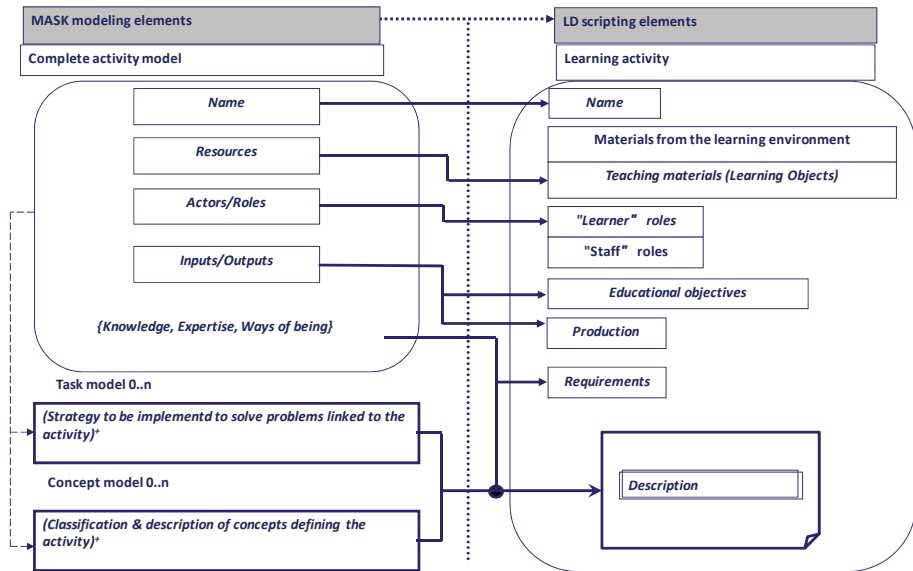 MASK modeling elements
LD scripting elements
Complete activity model
Learning activity
Name
Name
Resources
Materials from the learning environment
Teaching materials (Learning Objects)
Actors/Roles
"Learner" roles
"Staff" roles
Inputs/Outputs
Educational objectives
{Knowledge, Expertise, Ways of being}
Production
Requirements
Task model 0..n
(Strategy to be implementd to solve problems linked to the
activity)⁺
Concept model 0..n
Description
(Classification & description of concepts defining the
activity)⁺